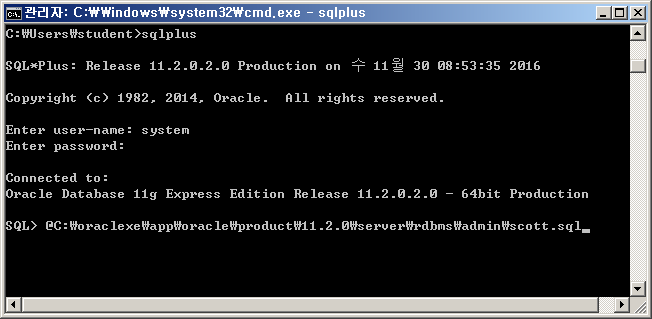 관리자: C:₩Windows₩system32₩cmd.exe - sqlplus
C:₩Users₩student>sqlplus
SQL*Plus: Release 11.2.0.2.0 Production on 수 11월 30 08:53:35 2016
Copyright (c) 1982, 2014, Oracle.  All rights reserved.
Enter user-name: system
Enter password:
Connected to:
Oracle Database 11g Express Edition Release 11.2.0.2.0 - 64bit Production
SQL> @C:₩oraclexe₩app₩oracle₩product₩11.2.0₩server₩rdbms₩admin₩scott.sql